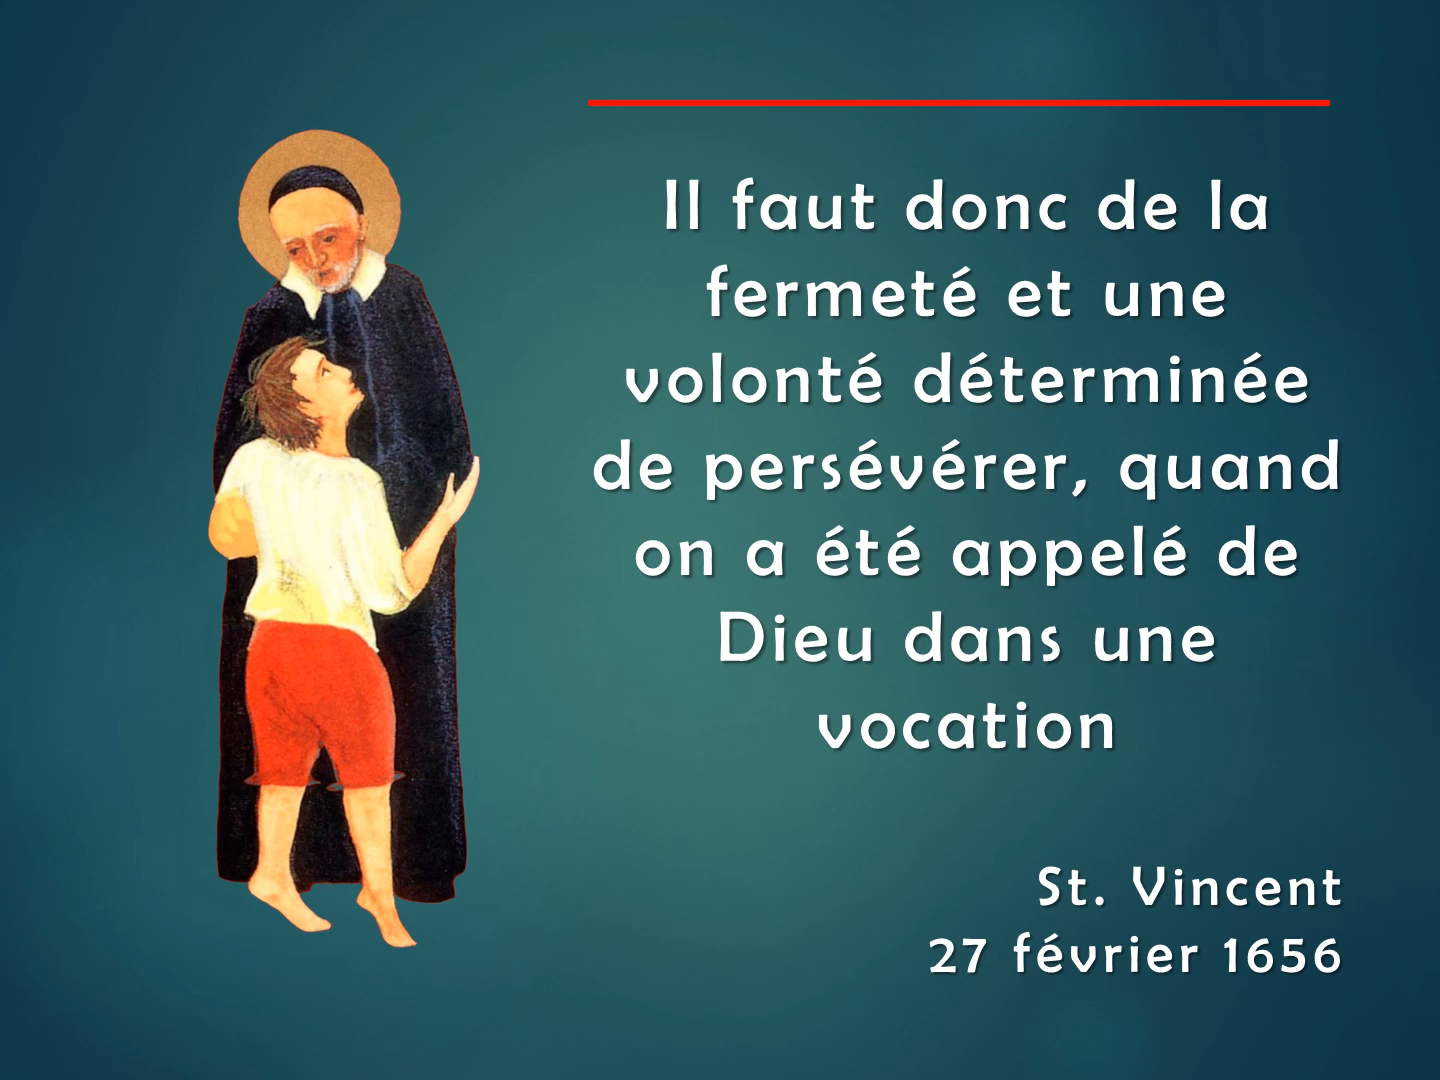 Il faut donc de la
fermeté et une
volonté déterminée
de persévérer, quand
on a été appelé de
Dieu dans une
vocation
St. Vincent
27 février 1656